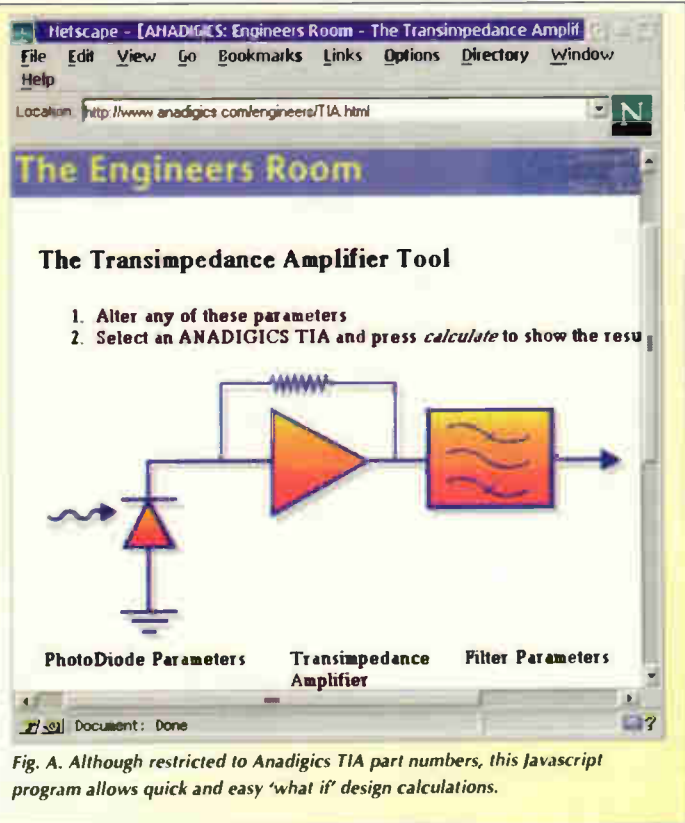 Netscape - [ANADIGICS: Engineers Room - The Transimpedance Amplif
File Edit View Go Bookmarks Links Options Directory Window
Help
Location: http://www.anadigics.com/engineers/TIA.html
N
The Engineers Room
The Transimpedance Amplifier Tool
1. Alter any of these parameters
2. Select an ANADIGICS TIA and press calculate to show the resu
PhotoDiode Parameters
Transimpedance
Amplifier
Filter Parameters
Document: Done
?
Fig. A. Although restricted to Anadigics TIA part numbers, this Javascript
program allows quick and easy 'what if' design calculations.